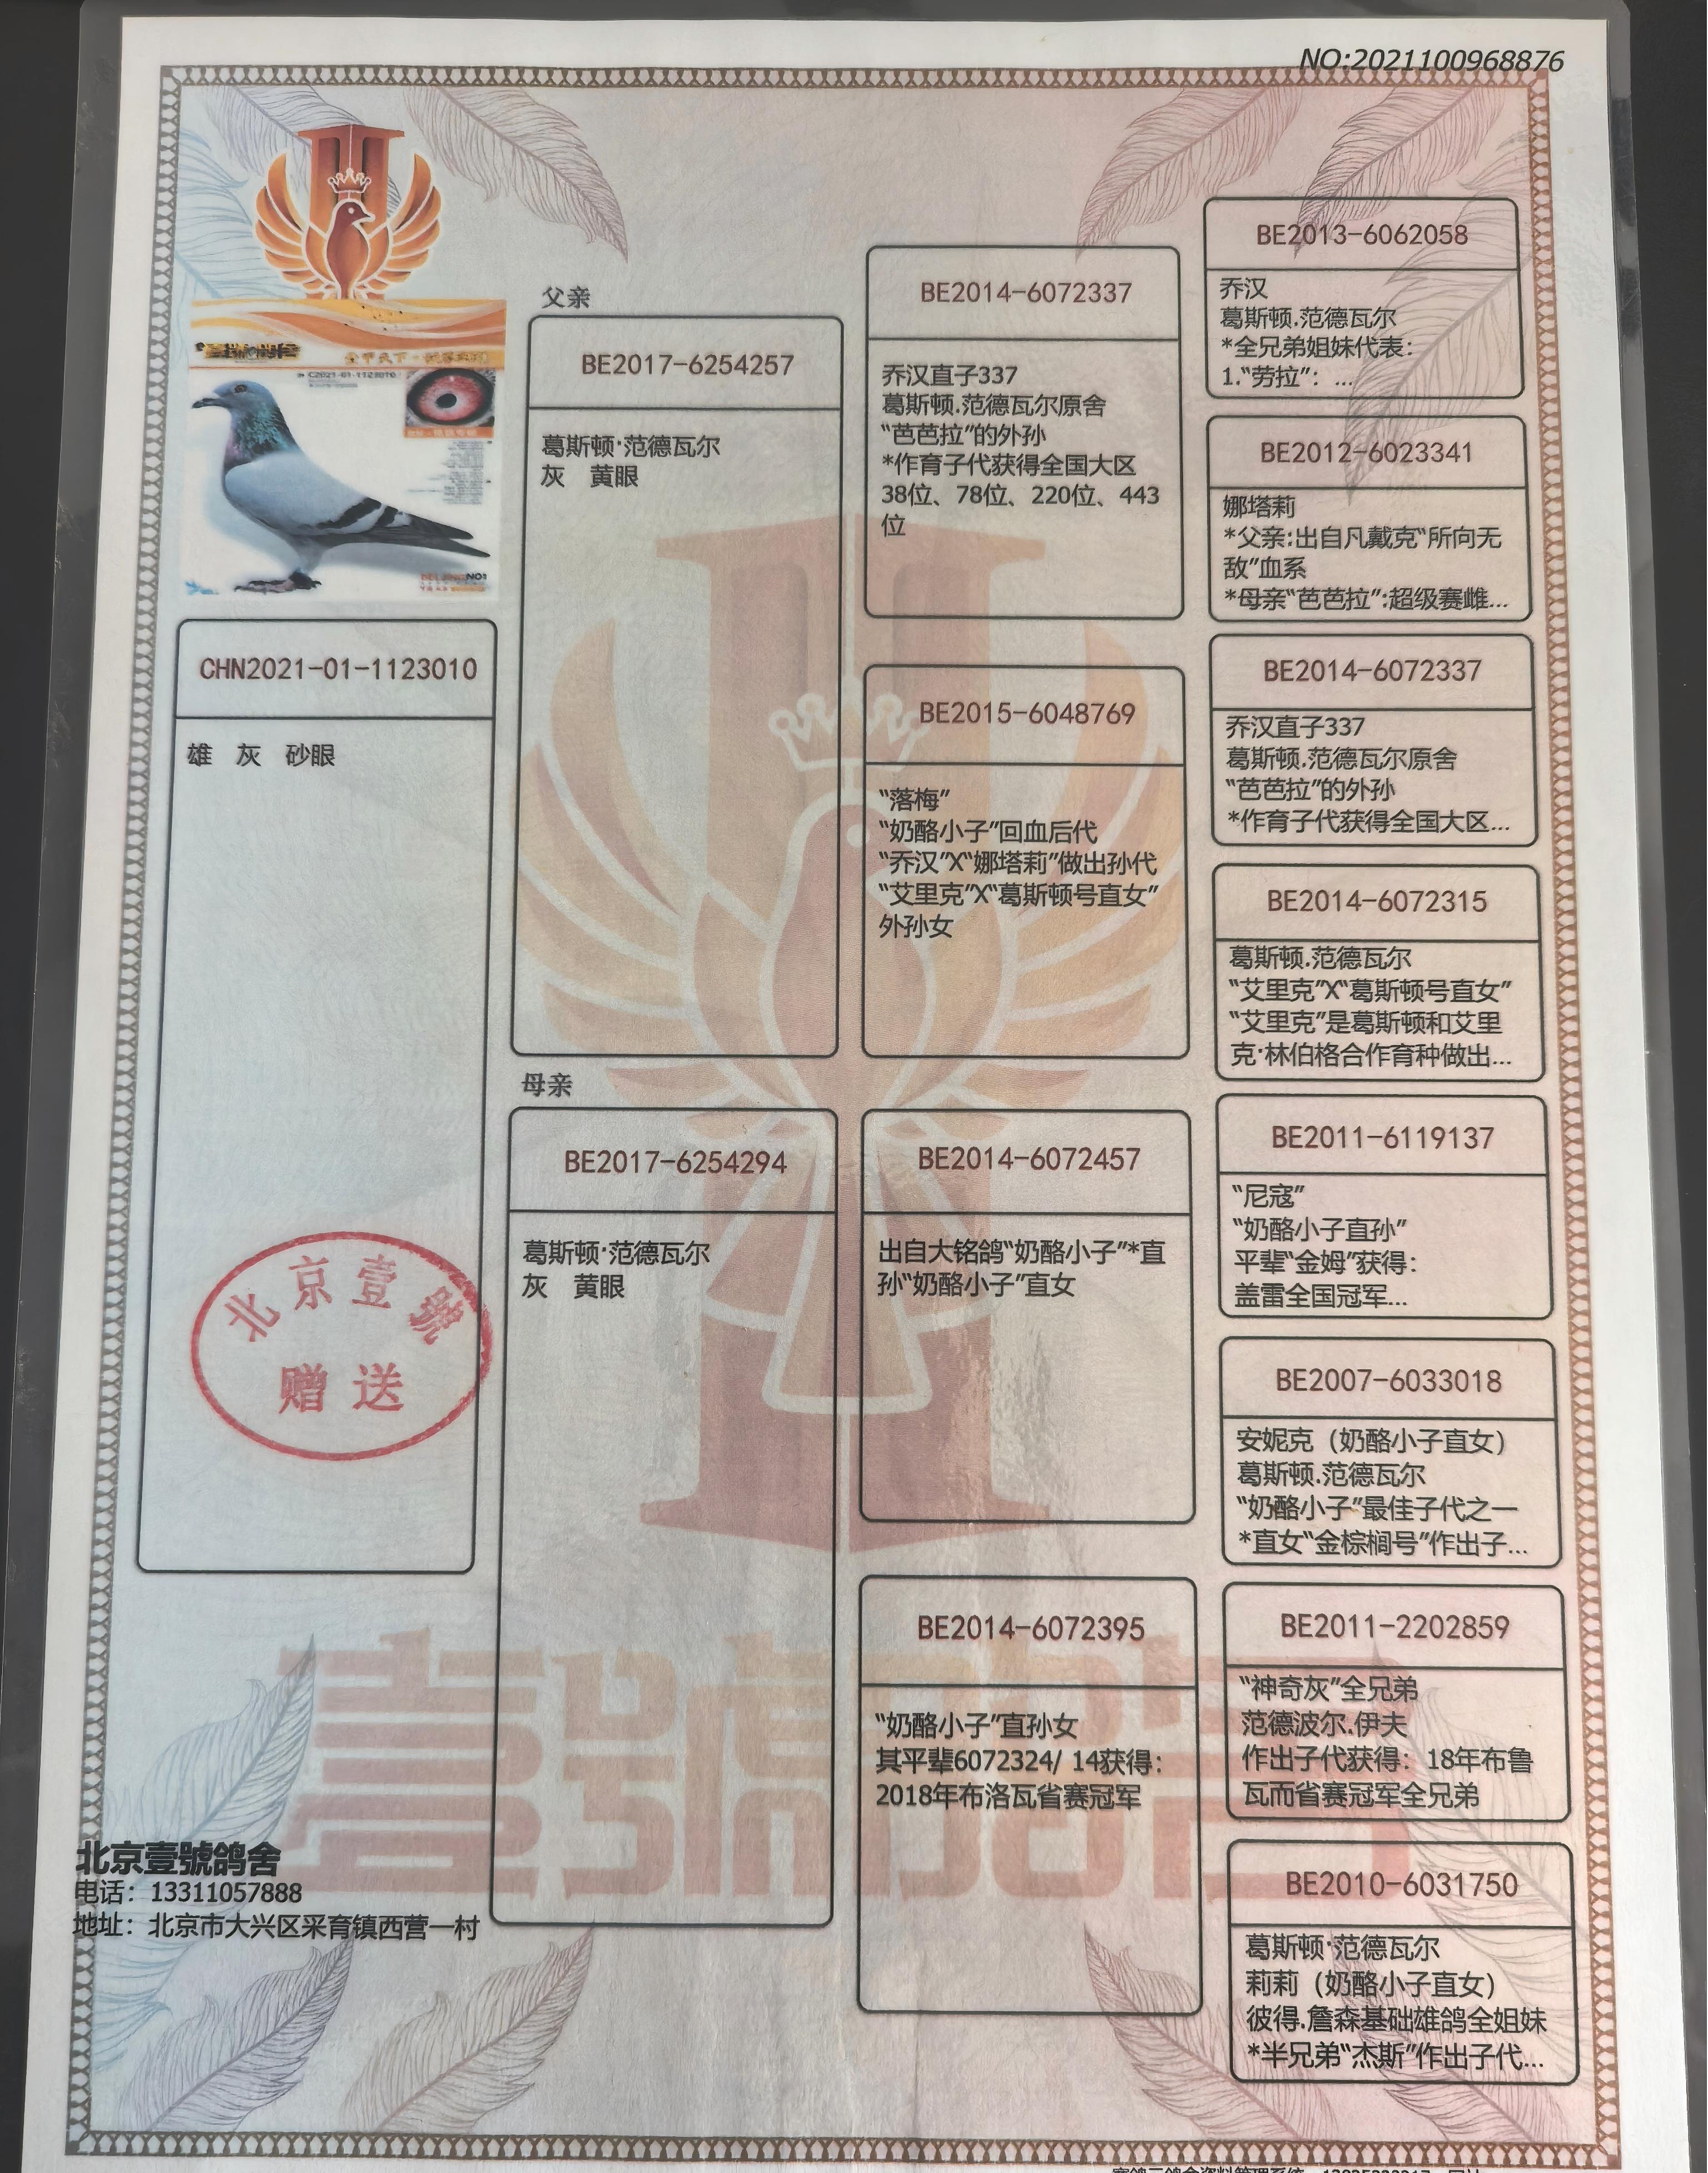 NO:2021100968876
CHN2021-01-1123010
雄 灰 砂眼
北京壹號
赠送
父亲
BE2017-6254257
葛斯顿·范德瓦尔
灰 黄眼
母亲
BE2017-6254294
葛斯顿·范德瓦尔
灰 黄眼
BE2014-6072337
乔汉直子337
葛斯顿.范德瓦尔原舍
“芭芭拉”的外孙
*作育子代获得全国大区
38位、78位、220位、443
位
BE2015-6048769
“落梅”
“奶酪小子”回血后代
“乔汉”X“娜塔莉”做出孙代
“艾里克”X“葛斯顿号直女”
外孙女
BE2014-6072457
出自大铭鸽“奶酪小子”*直
孙“奶酪小子”直女
BE2014-6072395
“奶酪小子”直孙女
其平辈6072324/ 14获得：
2018年布洛瓦省赛冠军
BE2013-6062058
乔汉
葛斯顿.范德瓦尔
*全兄弟姐妹代表：
1.“劳拉”：...
BE2012-6023341
娜塔莉
*父亲:出自凡戴克“所向无
敌”血系
*母亲“芭芭拉”:超级赛雌...
BE2014-6072337
乔汉直子337
葛斯顿.范德瓦尔原舍
“芭芭拉”的外孙
*作育子代获得全国大区...
BE2014-6072315
葛斯顿.范德瓦尔
“艾里克”X“葛斯顿号直女”
“艾里克”是葛斯顿和艾里
克·林伯格合作育种做出...
BE2011-6119137
“尼寇”
“奶酪小子直孙”
平辈“金姆”获得：
盖雷全国冠军...
BE2007-6033018
安妮克（奶酪小子直女）
葛斯顿.范德瓦尔
“奶酪小子”最佳子代之一
*直女“金棕榈号”作出子...
BE2011-2202859
“神奇灰”全兄弟
范德波尔.伊夫
作出子代获得：18年布鲁
瓦而省赛冠军全兄弟
BE2010-6031750
葛斯顿·范德瓦尔
莉莉（奶酪小子直女）
彼得.詹森基础雄鸽全姐妹
*半兄弟“杰斯”作出子代...
壹號鸽舍
北京壹號鸽舍
电话：13311057888
地址：北京市大兴区采育镇西营一村